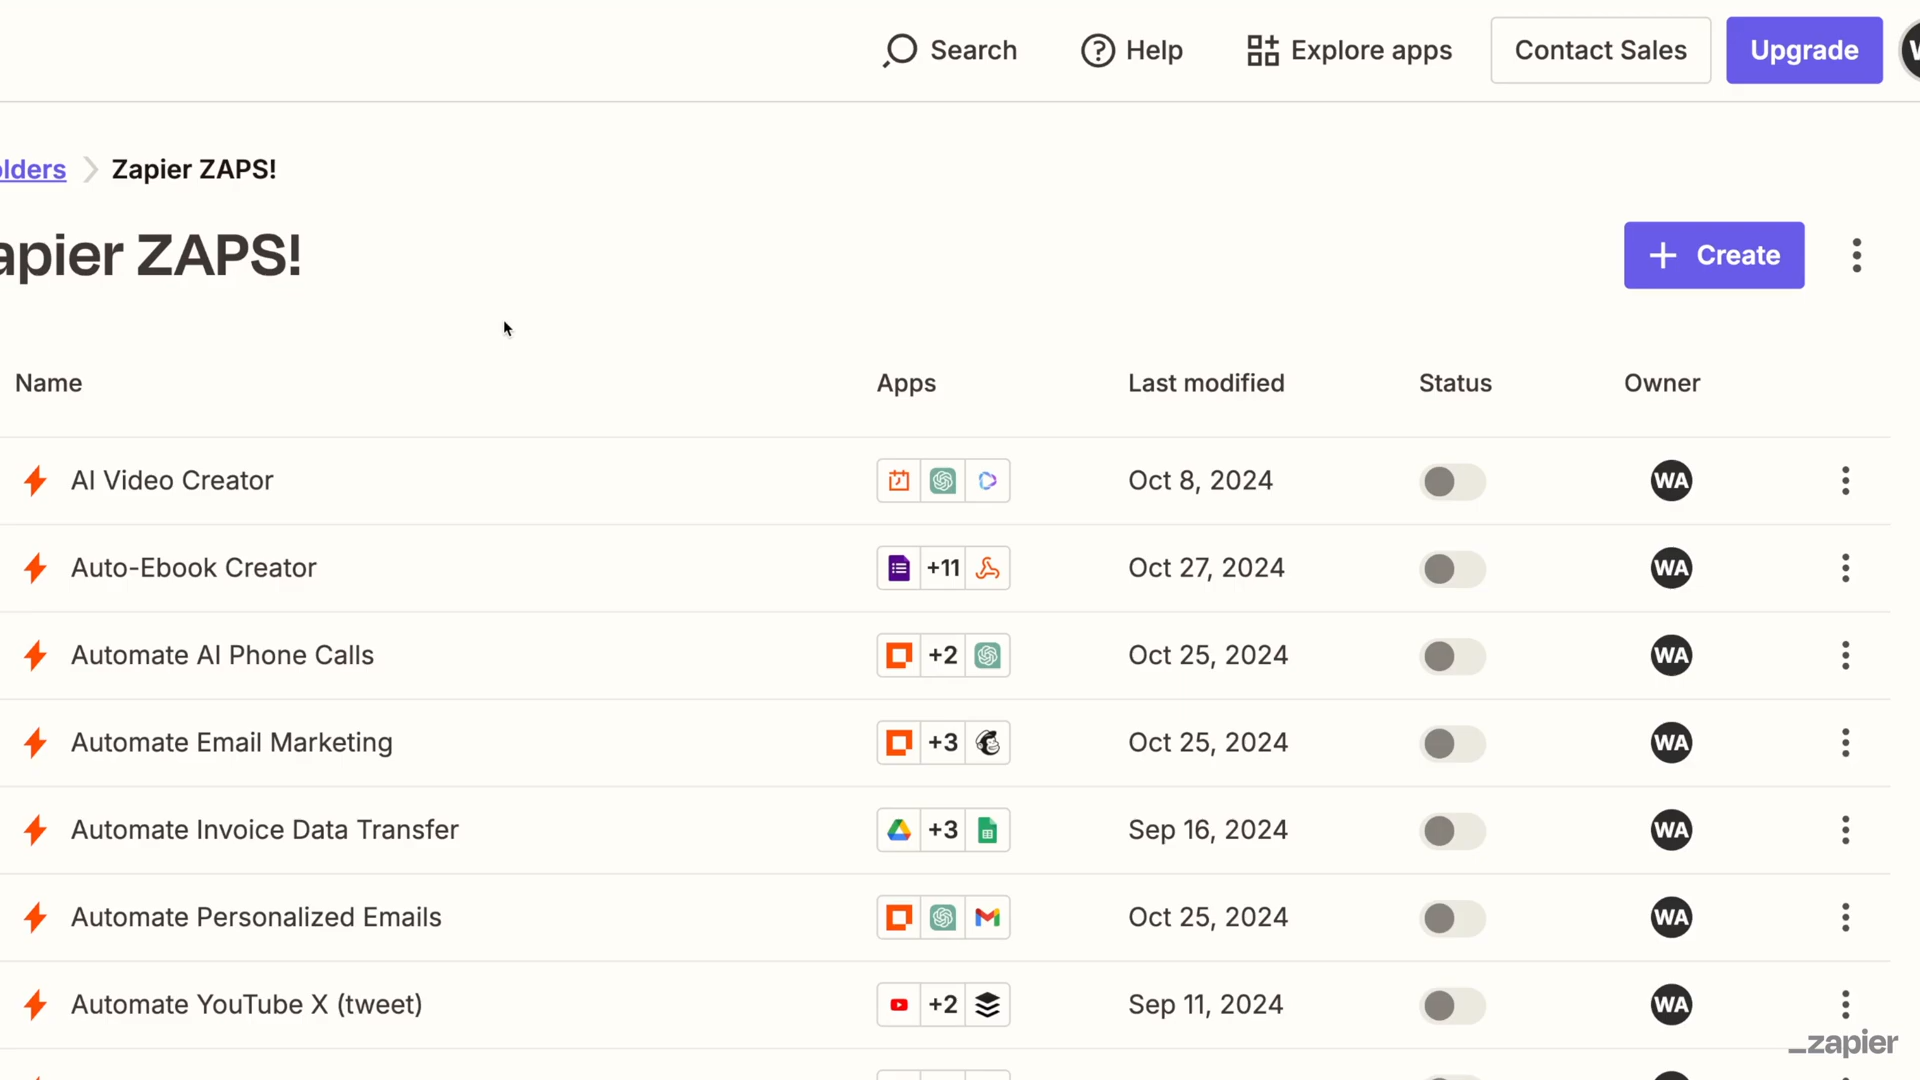 Search Help Explore apps Contact Sales Upgrade
olders Zapier ZAPS!
apier ZAPS!
Create
Name Apps Last modified Status Owner
AI Video Creator Oct 8, 2024 WA
Auto-Ebook Creator +11 Oct 27, 2024 WA
Automate AI Phone Calls +2 Oct 25, 2024 WA
Automate Email Marketing +3 Oct 25, 2024 WA
Automate Invoice Data Transfer +3 Sep 16, 2024 WA
Automate Personalized Emails Oct 25, 2024 WA
Automate YouTube X (tweet) +2 Sep 11, 2024 WA
_zapier